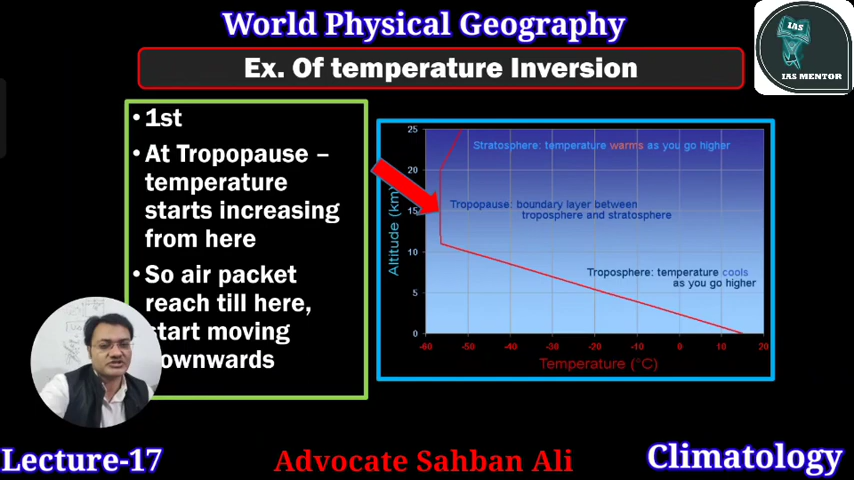 World Physical Geography
IAS
IAS MENTOR
Ex. Of temperature Inversion
• 1st
• At Tropopause –
temperature
starts increasing
from here
• So air packet
reach till here,
start moving
downwards
25
20
15
10
5
0
Altitude (km)
Stratosphere: temperature warms as you go higher
Tropopause: boundary layer between
troposphere and stratosphere
Troposphere: temperature cools
as you go higher
-60 -50 -40 -30 -20 -10 0 10 20
Temperature (°C)
Lecture-17
Advocate Sahban Ali
Climatology